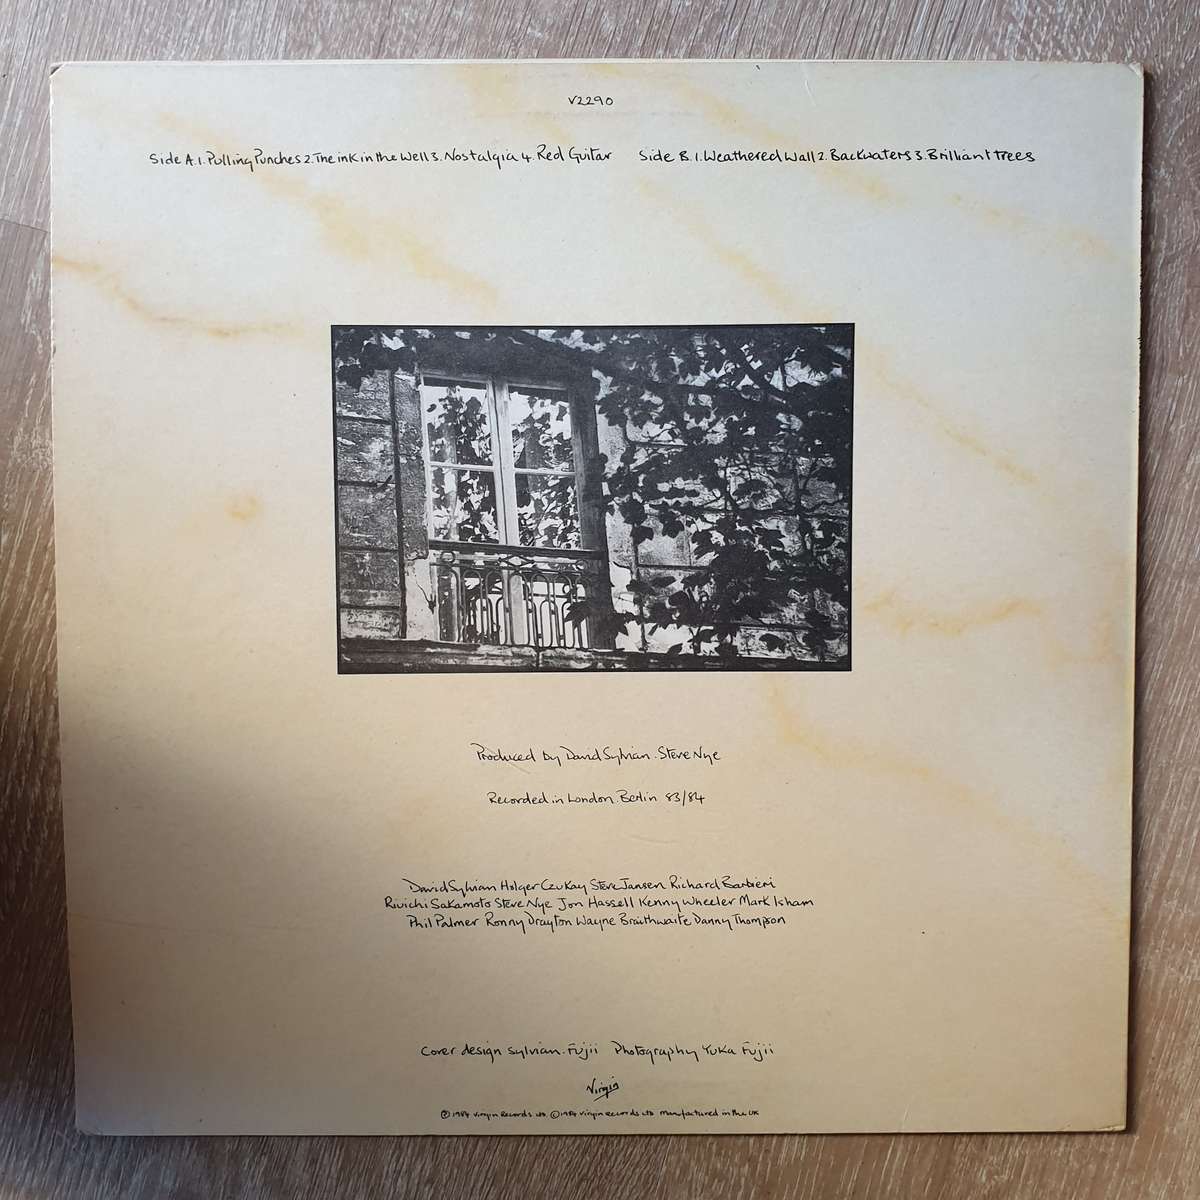 V2290
Side A.1.Pulling Punches 2.The ink in the Well 3.Nostalgia 4.Red Guitar Side B.1.Weathered Wall 2.Backwaters 3.Brilliant trees
Produced by David Sylvian. Steve Nye
Recorded in London. Berlin 83/84
David Sylvian Holger Czukay Steve Jansen Richard Barbieri
Riuichi Sakamoto Steve Nye Jon Hassell Kenny Wheeler Mark Isham
Phil Palmer Ronny Drayton Wayne Braithwaite Danny Thompson
Cover design Sylvian. Fujii Photography Yuka Fujii
Virgin
℗ 1984 Virgin Records Ltd © 1984 Virgin Records Ltd manufactured in the UK